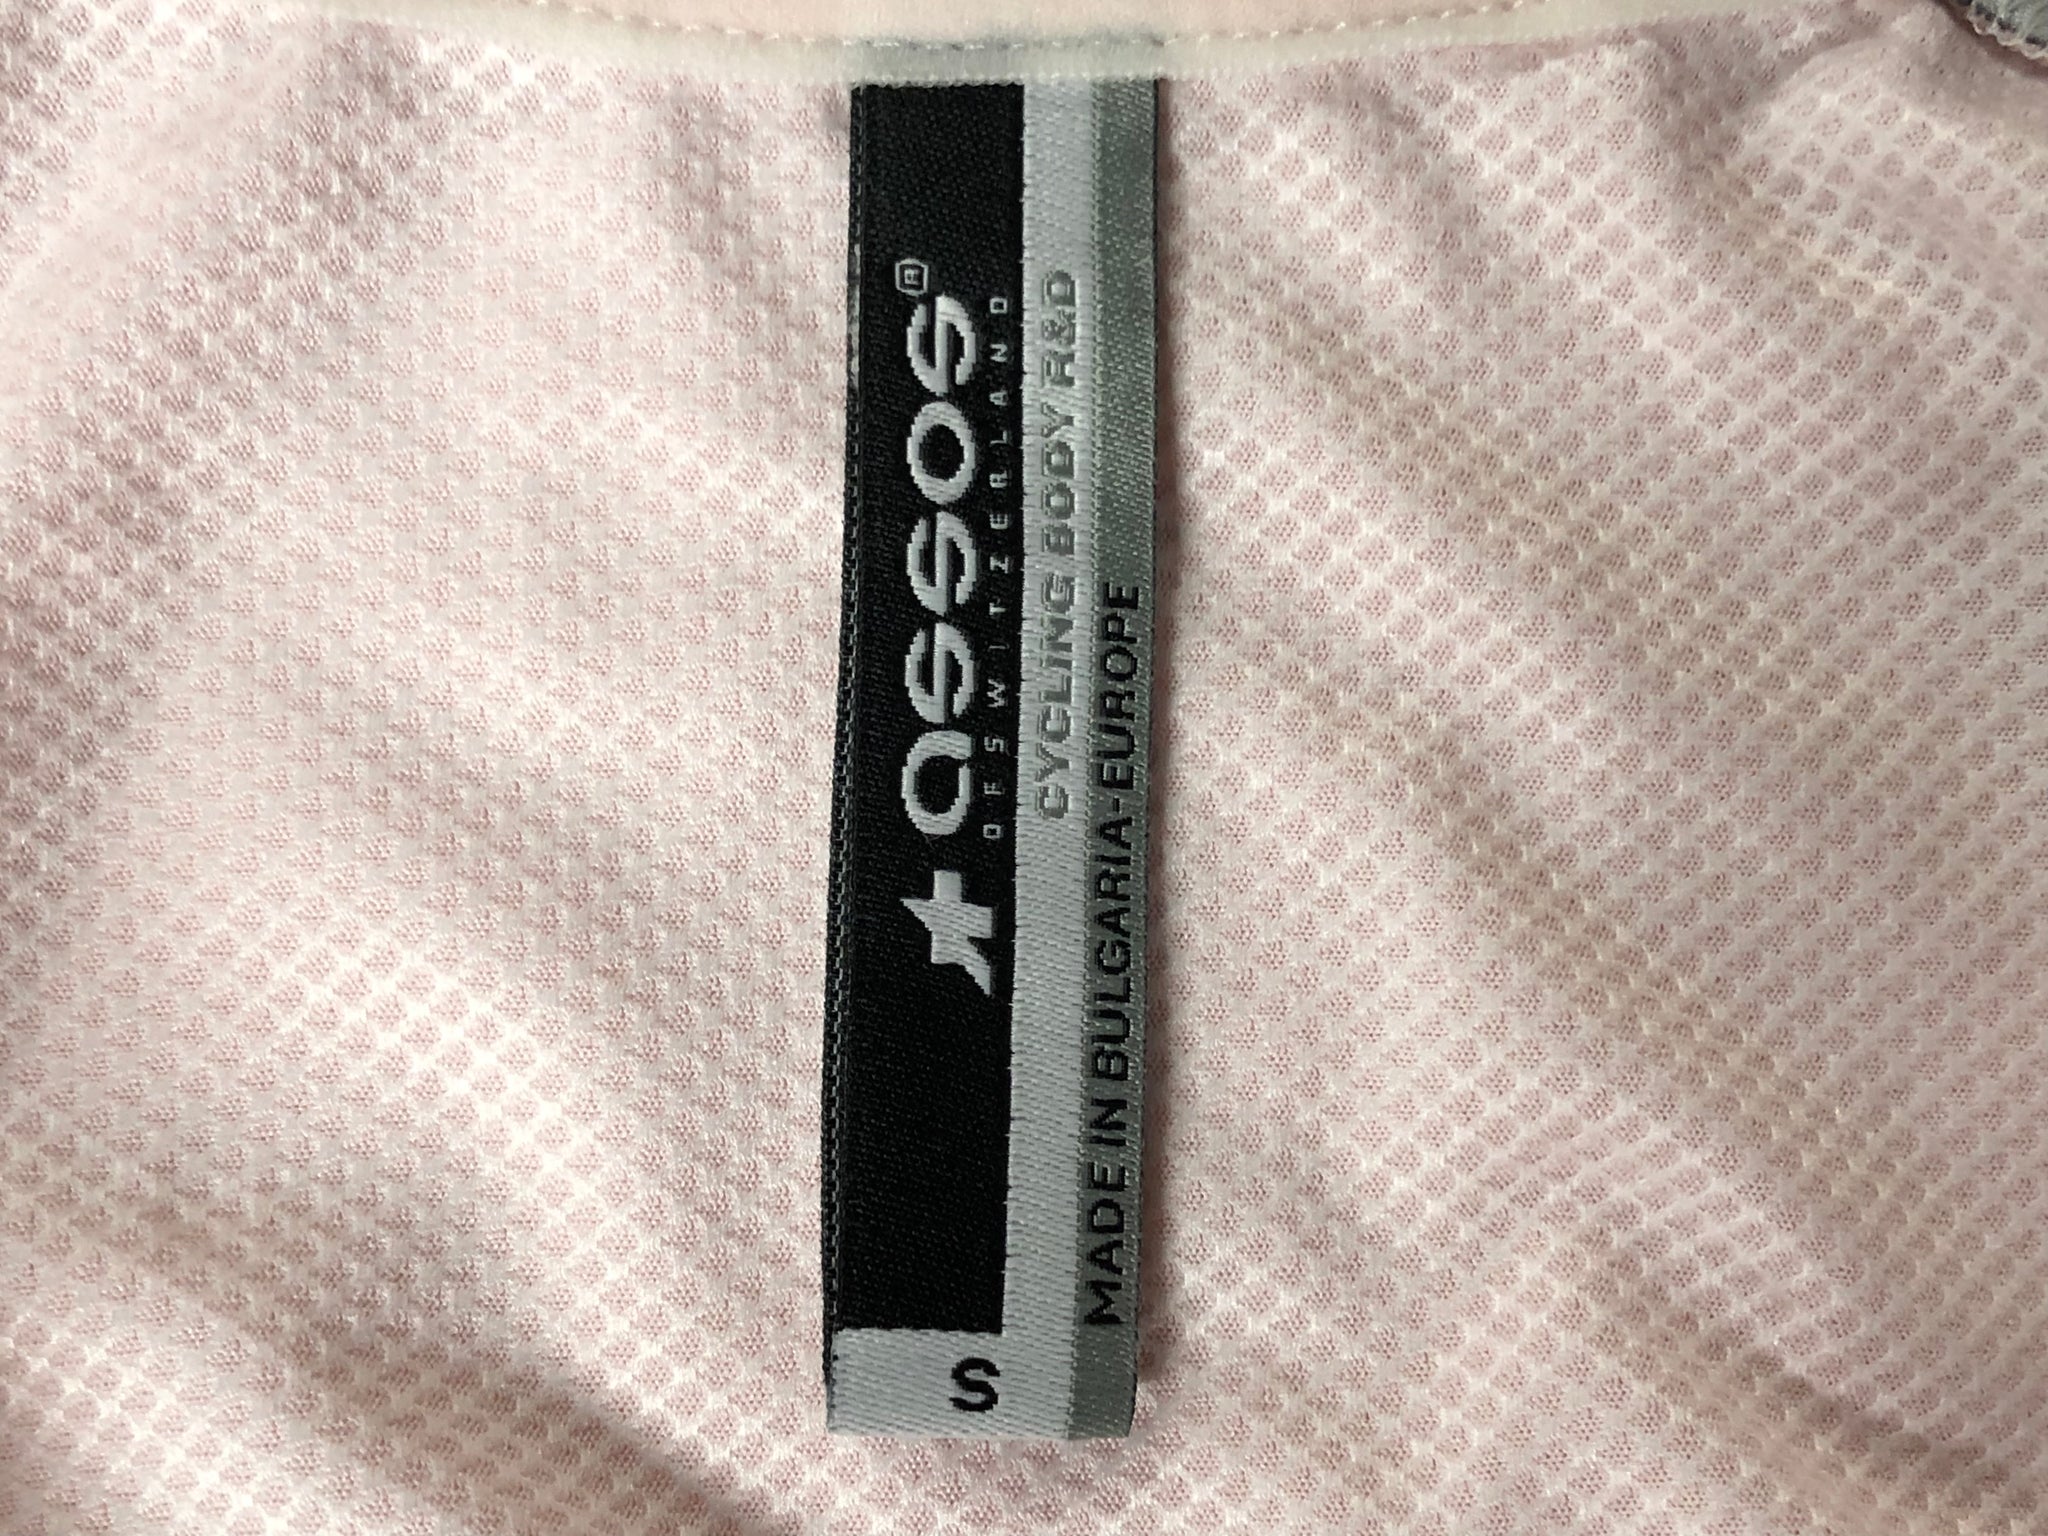 assos®
OF SWITZERLAND
CYCLING BODY R&D
MADE IN BULGARIA-EUROPE
S